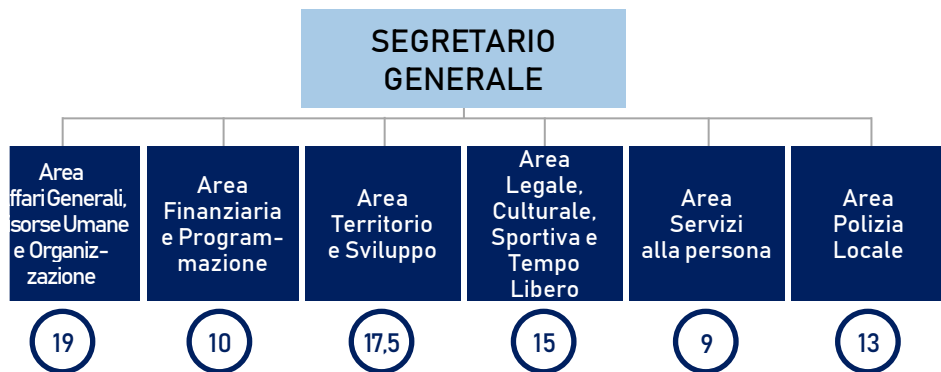 SEGRETARIO
GENERALE
Area
ffari Generali,
sorse Umane
e Organiz-
zazione
Area
Finanziaria
e Program-
mazione
Area
Territorio
e Sviluppo
Area
Legale,
Culturale,
Sportiva e
Tempo
Libero
Area
Servizi
alla persona
Area
Polizia
Locale
19
10
17,5
15
9
13